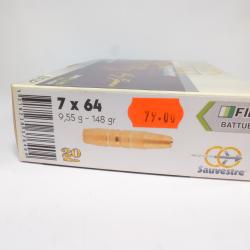 7 x 64
9,55 g - 148 gr
79.00
FI
BATTUE
20
Sauvestre